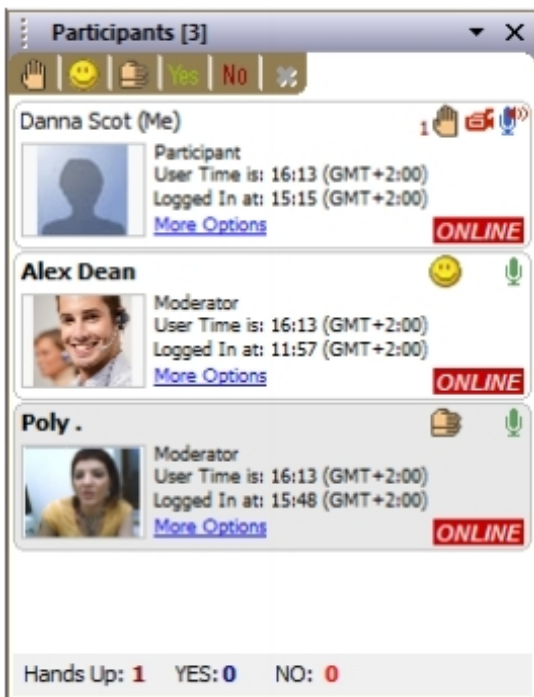 Participants [3]
Yes No
Danna Scot (Me)
1
Participant
User Time is: 16:13 (GMT+2:00)
Logged In at: 15:15 (GMT+2:00)
More Options
ONLINE
Alex Dean
Moderator
User Time is: 16:13 (GMT+2:00)
Logged In at: 11:57 (GMT+2:00)
More Options
ONLINE
Poly .
Moderator
User Time is: 16:13 (GMT+2:00)
Logged In at: 15:48 (GMT+2:00)
More Options
ONLINE
Hands Up: 1 YES: 0 NO: 0